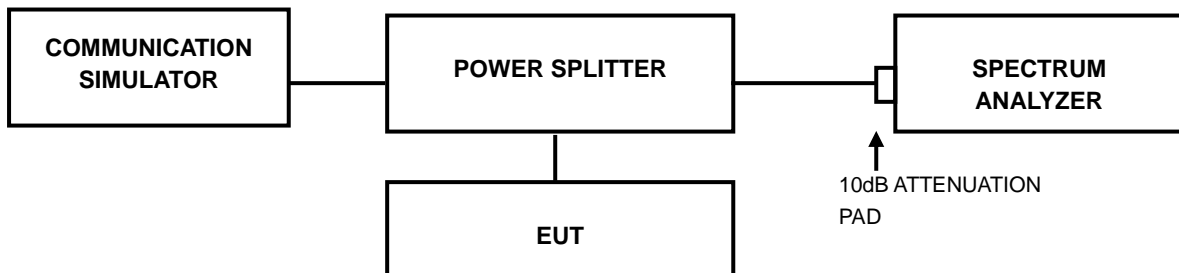 COMMUNICATION
SIMULATOR
POWER SPLITTER
SPECTRUM
ANALYZER
10dB ATTENUATION
PAD
EUT